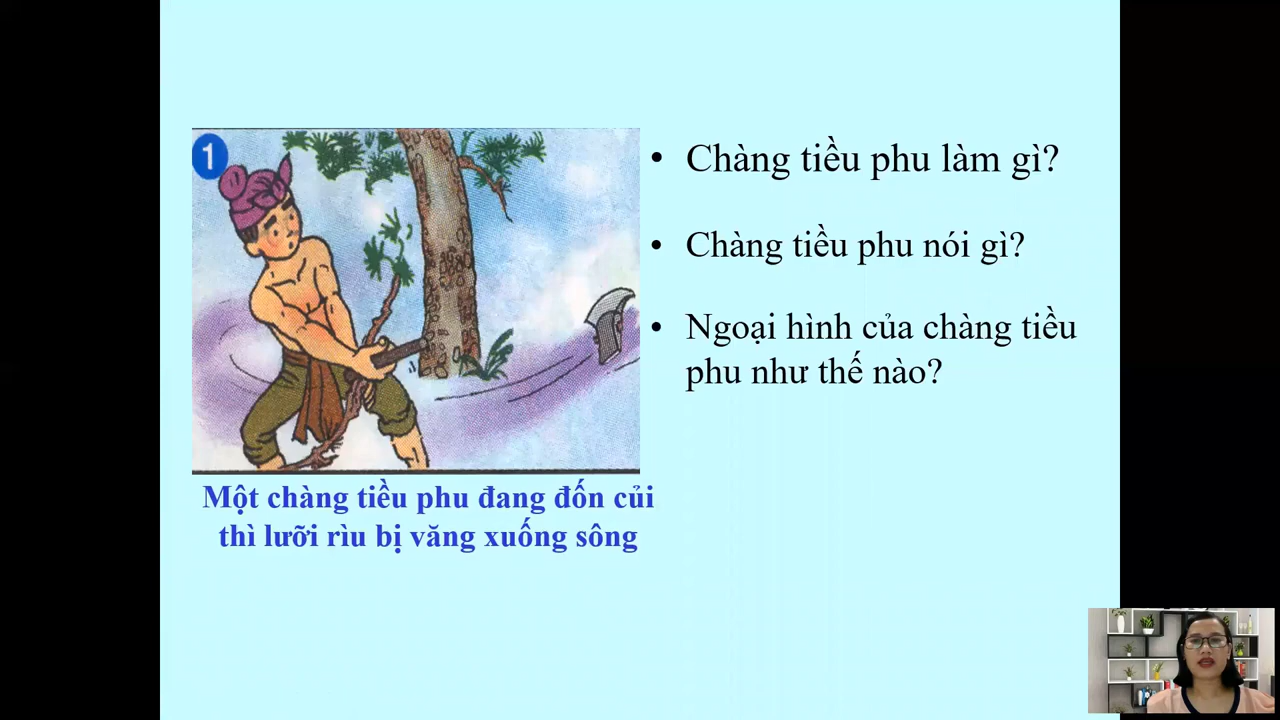 1
Một chàng tiều phu đang đốn củi
thì lưỡi rìu bị văng xuống sông
• Chàng tiều phu làm gì?
• Chàng tiều phu nói gì?
• Ngoại hình của chàng tiều
phu như thế nào?